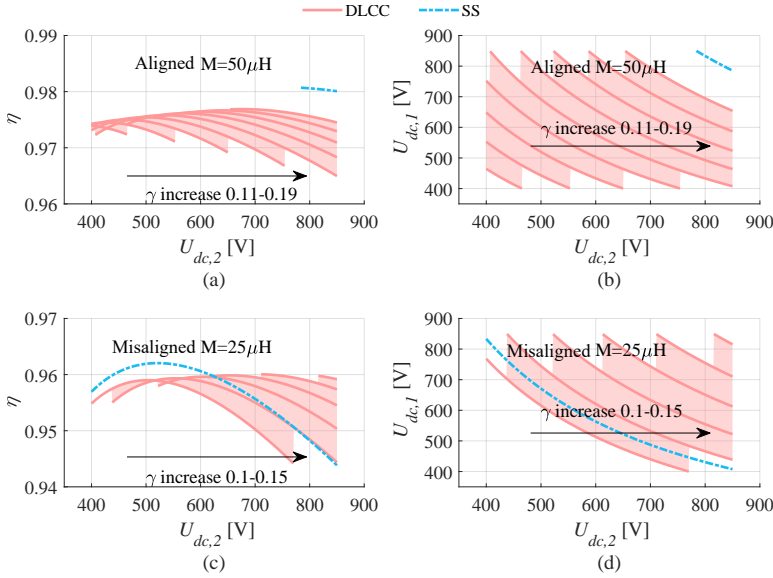 DLCC SS
0.99
0.98
0.97
0.96
η
Aligned M=50μH
γ increase 0.11-0.19
400 500 600 700 800 900
U_dc,2 [V]
(a)
900
800
700
600
500
400
U_dc,1 [V]
Aligned M=50μH
γ increase 0.11-0.19
400 500 600 700 800 900
U_dc,2 [V]
(b)
0.97
0.96
0.95
0.94
η
Misaligned M=25μH
γ increase 0.1-0.15
400 500 600 700 800 900
U_dc,2 [V]
(c)
900
800
700
600
500
400
U_dc,1 [V]
Misaligned M=25μH
γ increase 0.1-0.15
400 500 600 700 800 900
U_dc,2 [V]
(d)